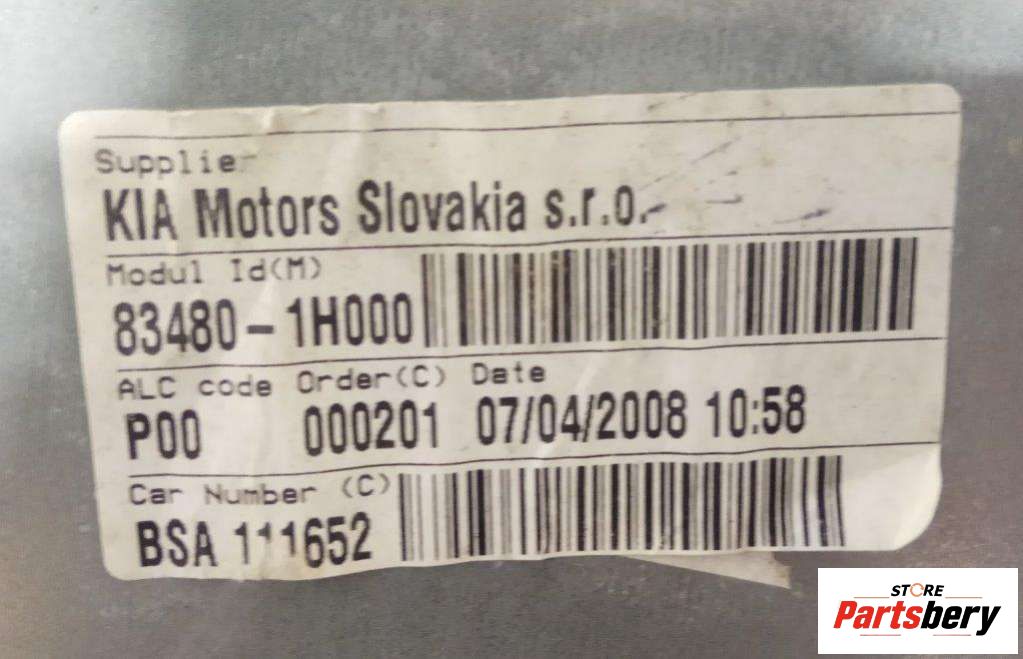 Supplier
KIA Motors Slovakia s.r.o.
Modul Id(M)
83480-1H000
ALC code Order(C) Date
P00 000201 07/04/2008 10:58
Car Number (C)
BSA 111652
STORE
Partsbery